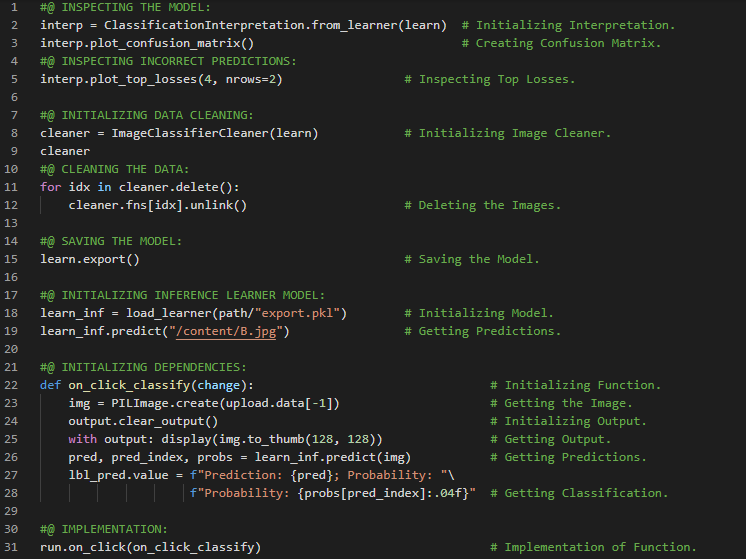 1 #@ INSPECTING THE MODEL:
2 interp = ClassificationInterpretation.from_learner(learn) # Initializing Interpretation.
3 interp.plot_confusion_matrix() # Creating Confusion Matrix.
4 #@ INSPECTING INCORRECT PREDICTIONS:
5 interp.plot_top_losses(4, nrows=2) # Inspecting Top Losses.
6
7 #@ INITIALIZING DATA CLEANING:
8 cleaner = ImageClassifierCleaner(learn) # Initializing Image Cleaner.
9 cleaner
10 #@ CLEANING THE DATA:
11 for idx in cleaner.delete():
12     cleaner.fns[idx].unlink() # Deleting the Images.
13
14 #@ SAVING THE MODEL:
15 learn.export() # Saving the Model.
16
17 #@ INITIALIZING INFERENCE LEARNER MODEL:
18 learn_inf = load_learner(path/"export.pkl") # Initializing Model.
19 learn_inf.predict("/content/B.jpg") # Getting Predictions.
20
21 #@ INITIALIZING DEPENDENCIES:
22 def on_click_classify(change): # Initializing Function.
23     img = PILImage.create(upload.data[-1]) # Getting the Image.
24     output.clear_output() # Initializing Output.
25     with output: display(img.to_thumb(128, 128)) # Getting Output.
26     pred, pred_index, probs = learn_inf.predict(img) # Getting Predictions.
27     lbl_pred.value = f"Prediction: {pred}; Probability: "\
28                      f"Probability: {probs[pred_index]:.04f}" # Getting Classification.
29
30 #@ IMPLEMENTATION:
31 run.on_click(on_click_classify) # Implementation of Function.